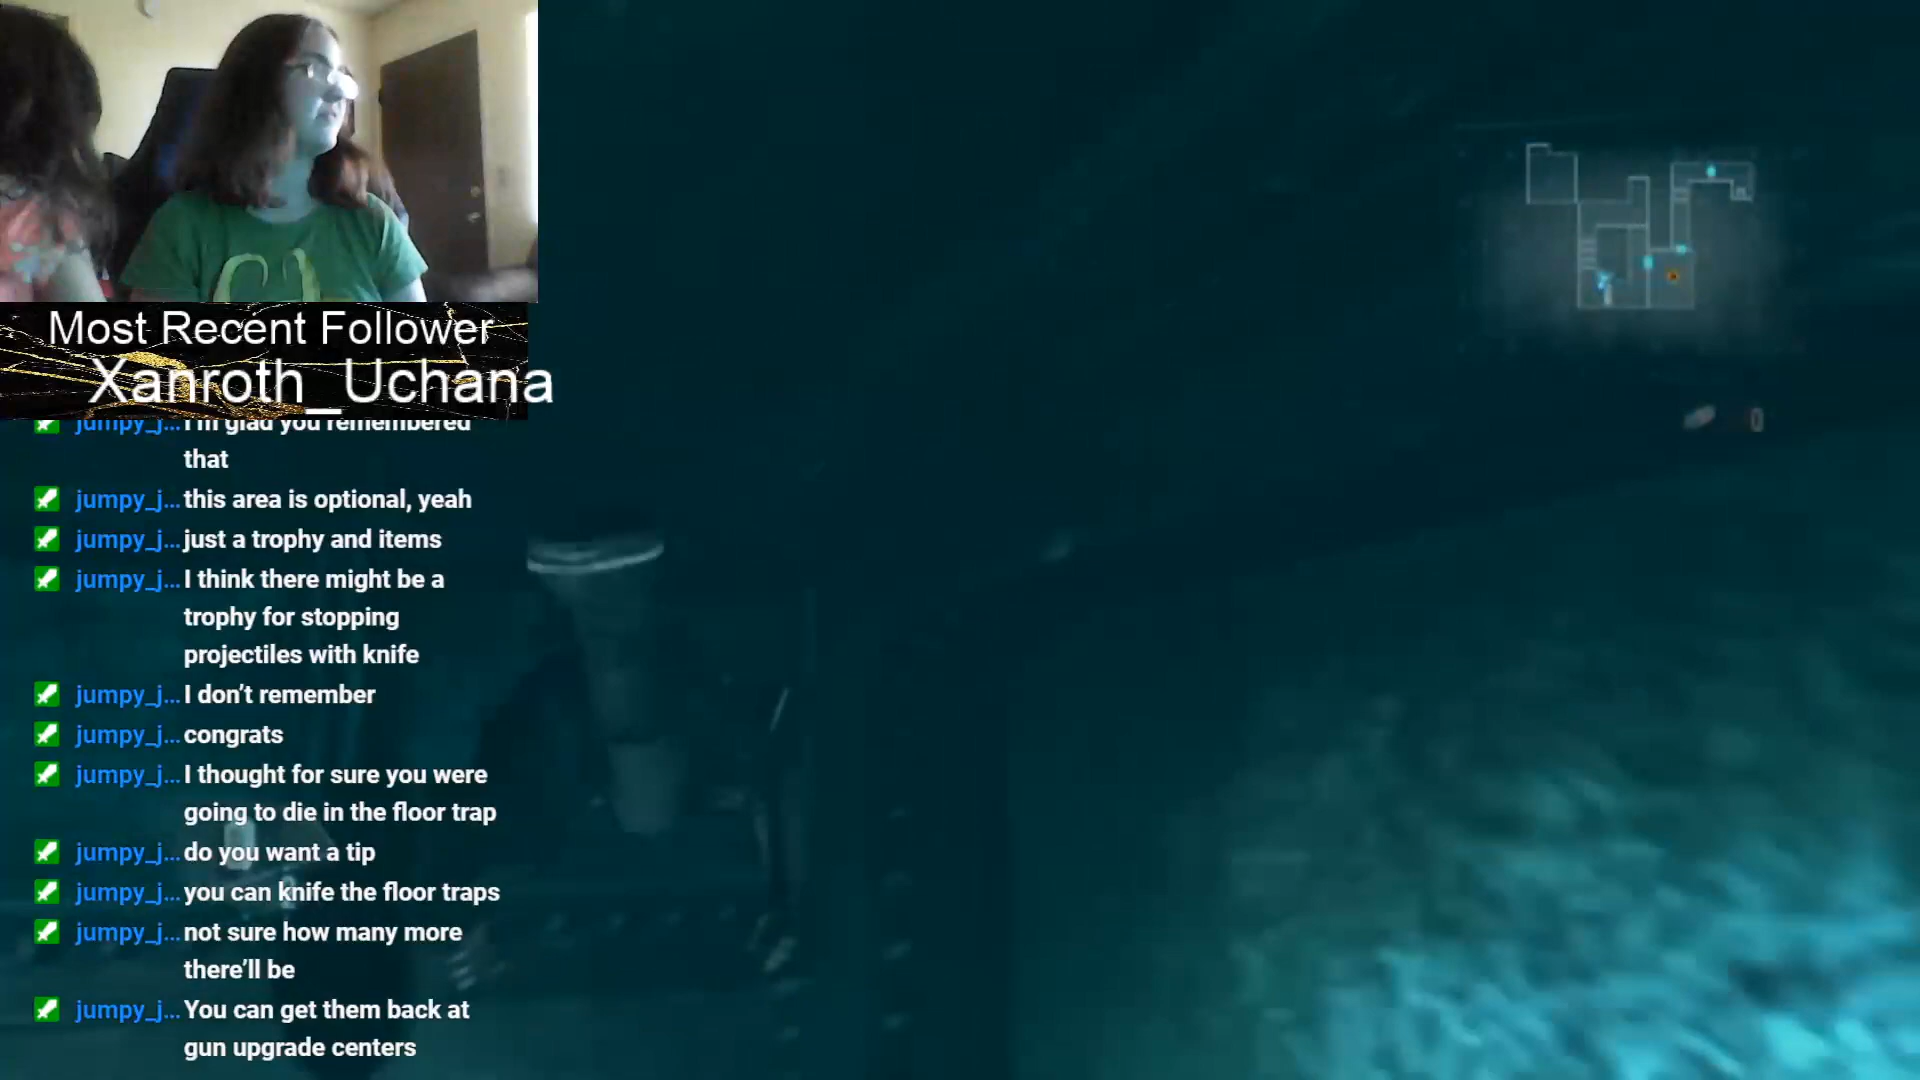 Most Recent Follower
Xanroth_Uchana
jumpy_j... I'm glad you remembered
that
jumpy_j... this area is optional, yeah
jumpy_j... just a trophy and items
jumpy_j... I think there might be a
trophy for stopping
projectiles with knife
jumpy_j... I don’t remember
jumpy_j... congrats
jumpy_j... I thought for sure you were
going to die in the floor trap
jumpy_j... do you want a tip
jumpy_j... you can knife the floor traps
jumpy_j... not sure how many more
there’ll be
jumpy_j... You can get them back at
gun upgrade centers